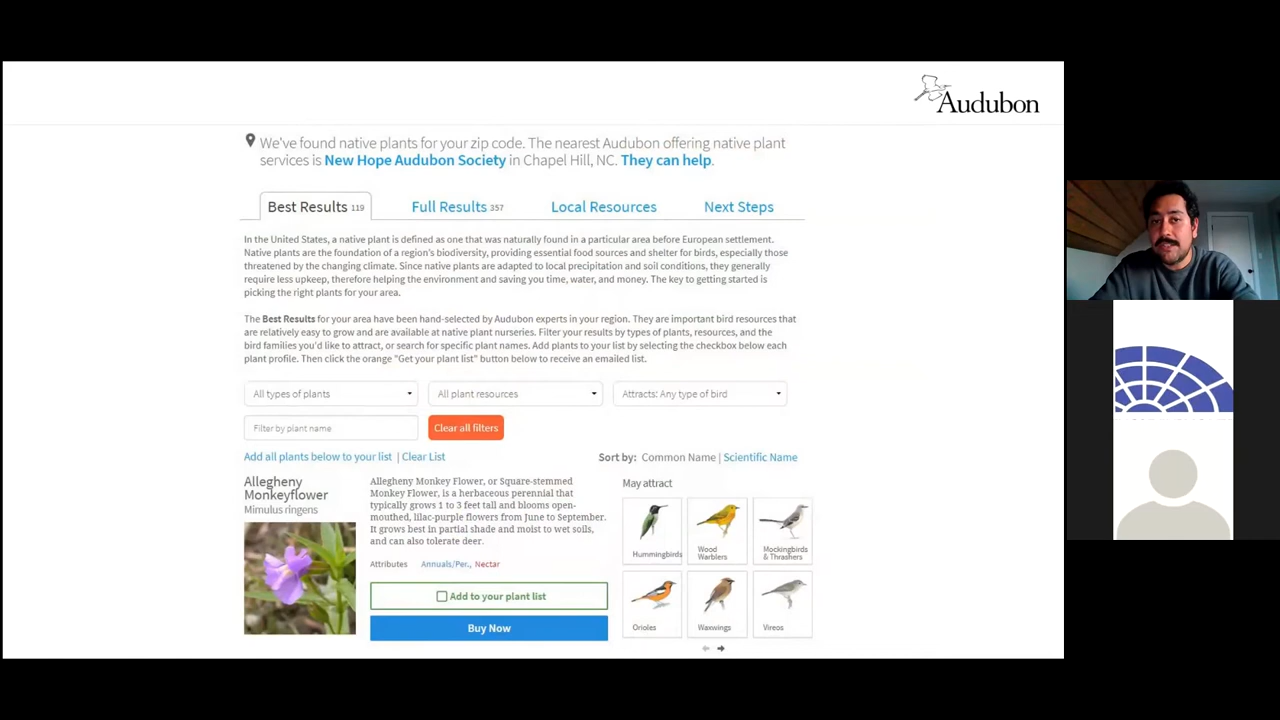 Audubon
We've found native plants for your zip code. The nearest Audubon offering native plant
services is New Hope Audubon Society in Chapel Hill, NC. They can help.
Best Results 119
Full Results 357
Local Resources
Next Steps
In the United States, a native plant is defined as one that was naturally found in a particular area before European settlement.
Native plants are the foundation of a region's biodiversity, providing essential food sources and shelter for birds, especially those
threatened by the changing climate. Since native plants are adapted to local precipitation and soil conditions, they generally
require less upkeep, therefore helping the environment and saving you time, water, and money. The key to getting started is
picking the right plants for your area.
The Best Results for your area have been hand-selected by Audubon experts in your region. They are important bird resources that
are relatively easy to grow and are available at native plant nurseries. Filter your results by types of plants, resources, and the
bird families you'd like to attract, or search for specific plant names. Add plants to your list by selecting the checkbox below each
plant profile. Then click the orange "Get your plant list" button below to receive an emailed list.
All types of plants
All plant resources
Attracts: Any type of bird
Filter by plant name
Clear all filters
Add all plants below to your list | Clear List
Sort by: Common Name | Scientific Name
Allegheny
Monkeyflower
Mimulus ringens
Allegheny Monkey Flower, or Square-stemmed
Monkey Flower, is a herbaceous perennial that
typically grows 1 to 3 feet tall and blooms open-
mouthed, lilac-purple flowers from June to September.
It grows best in partial shade and moist to wet soils,
and can also tolerate deer.
Attributes Annuals/Per., Nectar
Add to your plant list
Buy Now
May attract
Hummingbirds
Wood
Warblers
Mockingbirds
& Thrashers
Orioles
Waxwings
Vireos